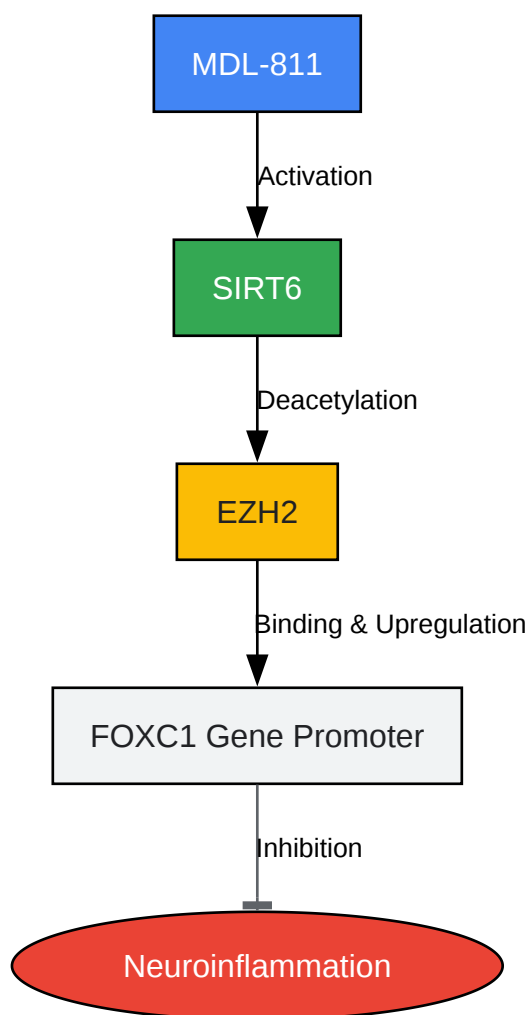 MDL-811
Activation
SIRT6
Deacetylation
EZH2
Binding & Upregulation
FOXC1 Gene Promoter
Inhibition
Neuroinflammation